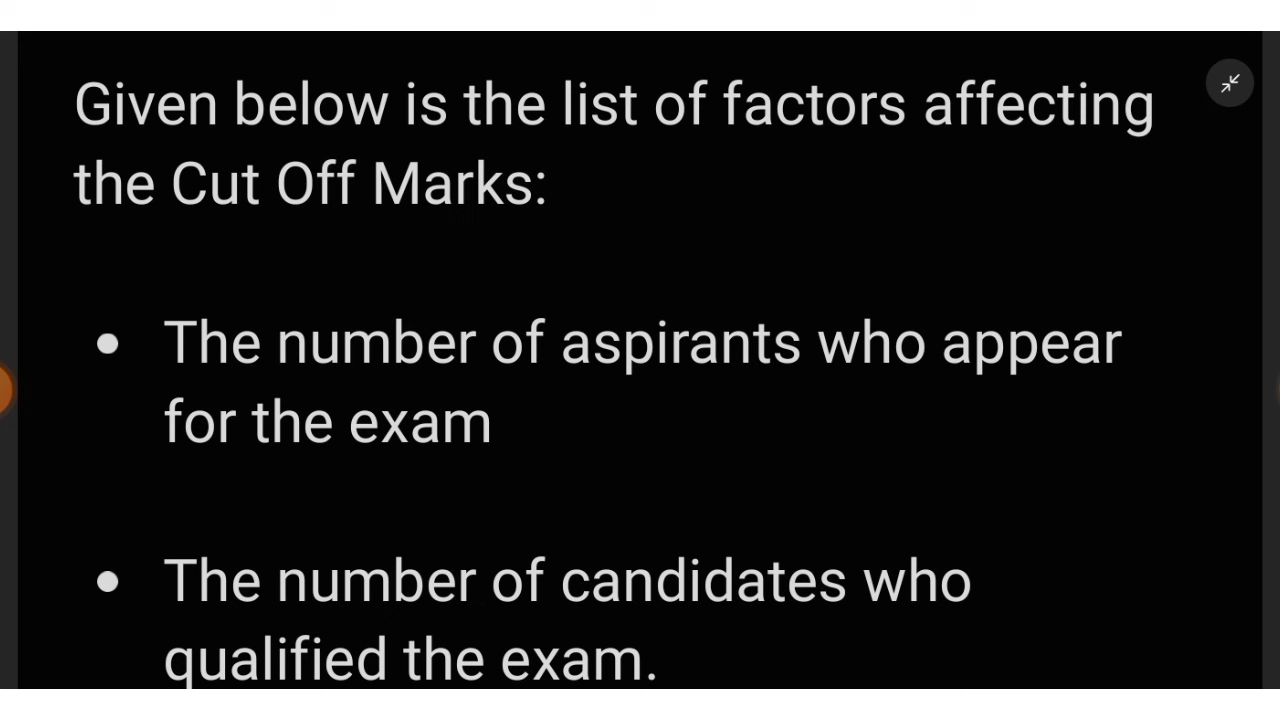 Given below is the list of factors affecting
the Cut Off Marks:
• The number of aspirants who appear
for the exam
• The number of candidates who
qualified the exam.